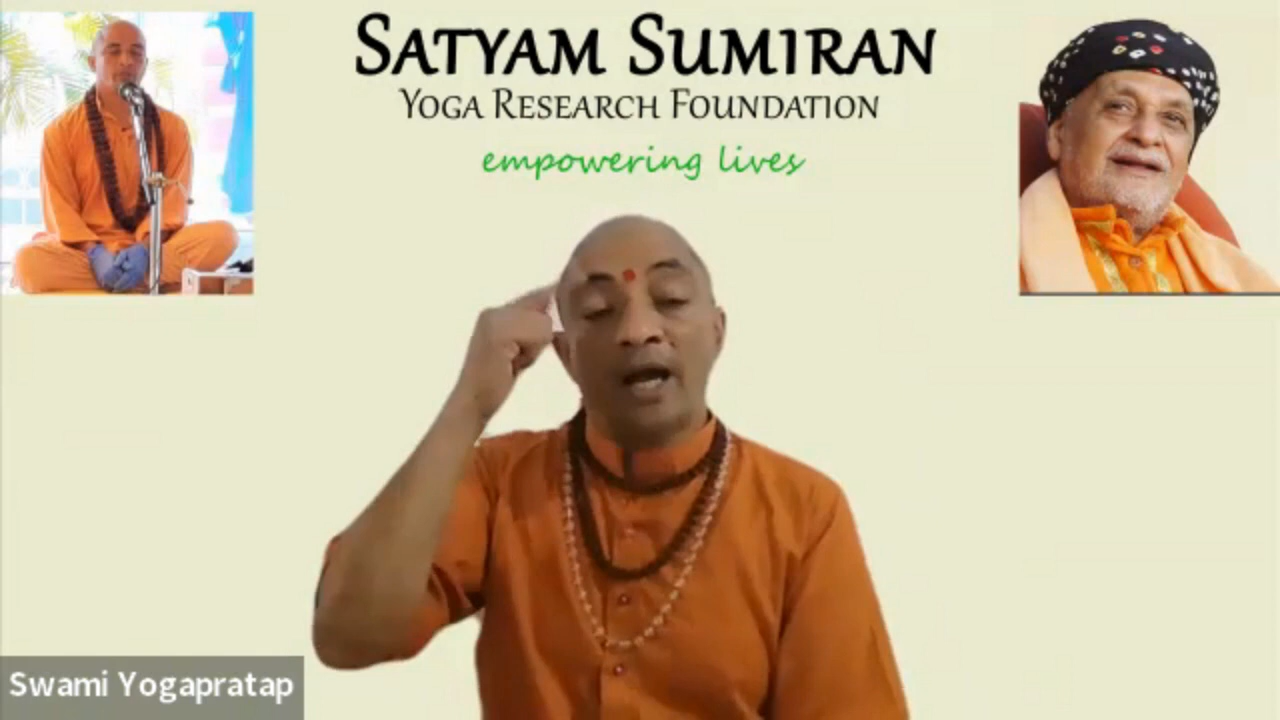 SATYAM SUMIRAN
YOGA RESEARCH FOUNDATION
empowering lives
Swami Yogapratap